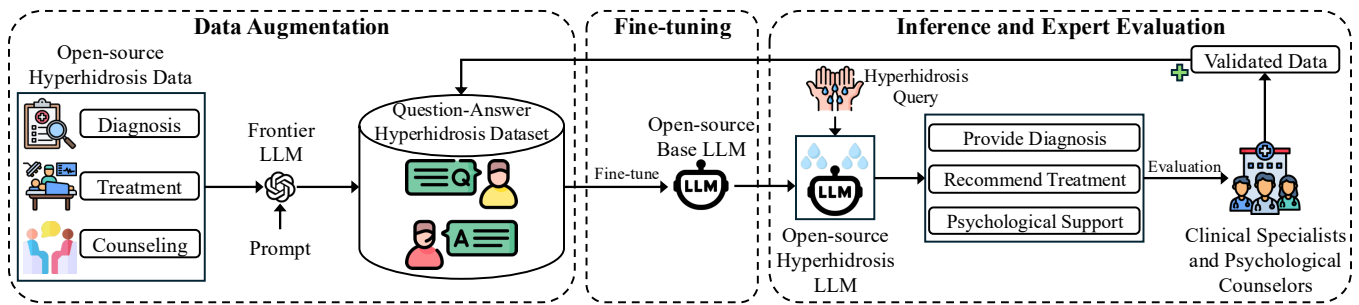 Data Augmentation
Open-source
Hyperhidrosis Data
Diagnosis
Treatment
Counseling
Frontier
LLM
Prompt
Question-Answer
Hyperhidrosis Dataset
Q
A
Fine-tuning
Fine-tune
Open-source
Base LLM
LLM
Inference and Expert Evaluation
Hyperhidrosis
Query
LLM
Open-source
Hyperhidrosis
LLM
Provide Diagnosis
Recommend Treatment
Psychological Support
Evaluation
Validated Data
Clinical Specialists
and Psychological
Counselors